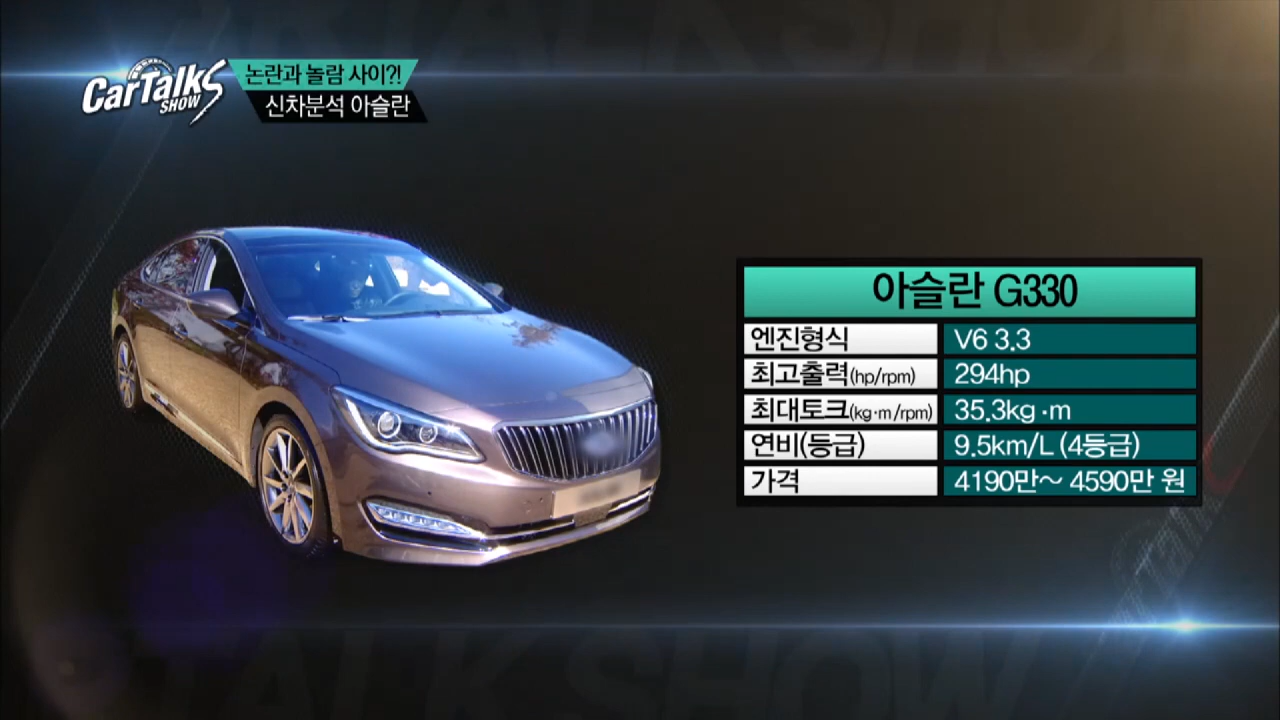 CarTalkS
SHOW
논란과 놀람 사이?!
신차분석 아슬란
아슬란 G330
엔진형식 V6 3.3
최고출력(hp/rpm) 294hp
최대토크(kg·m/rpm) 35.3kg·m
연비(등급) 9.5km/L (4등급)
가격 4190만~ 4590만 원